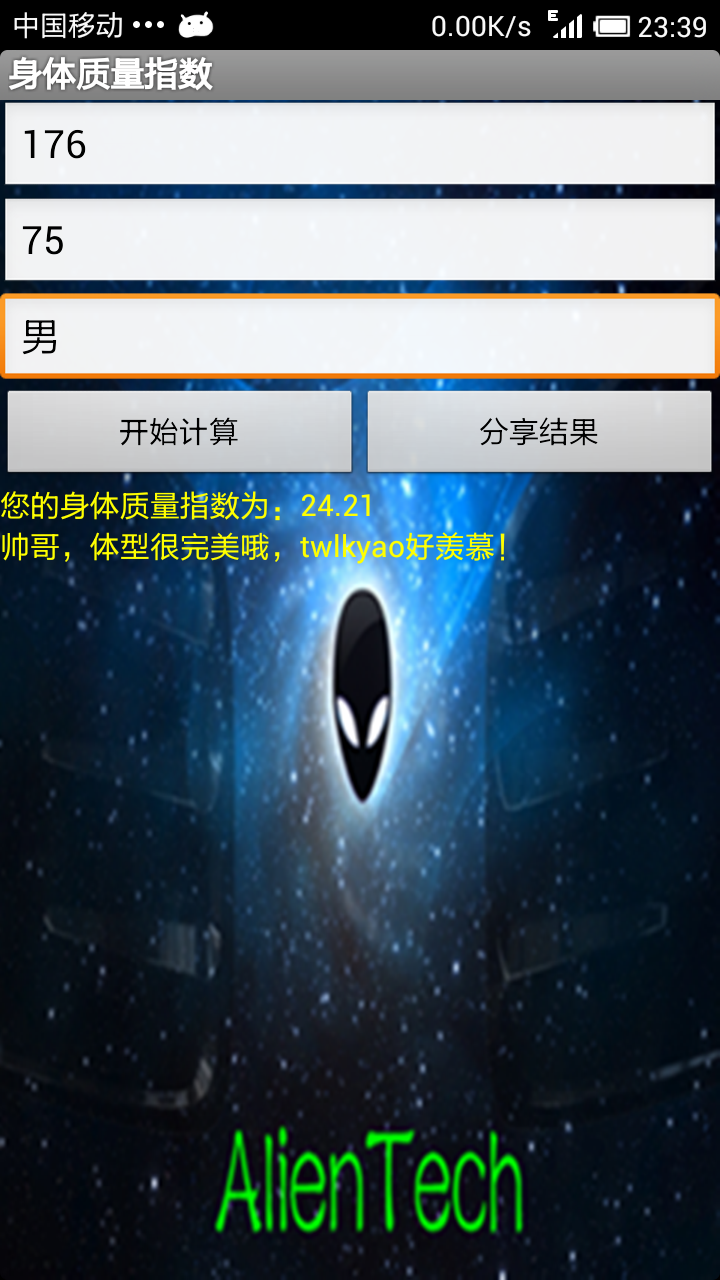 中国移动 ••• 0.00K/s E 23:39
身体质量指数
176
75
男
开始计算 分享结果
您的身体质量指数为：24.21
帅哥，体型很完美哦，twlkyao好羡慕！
AlienTech